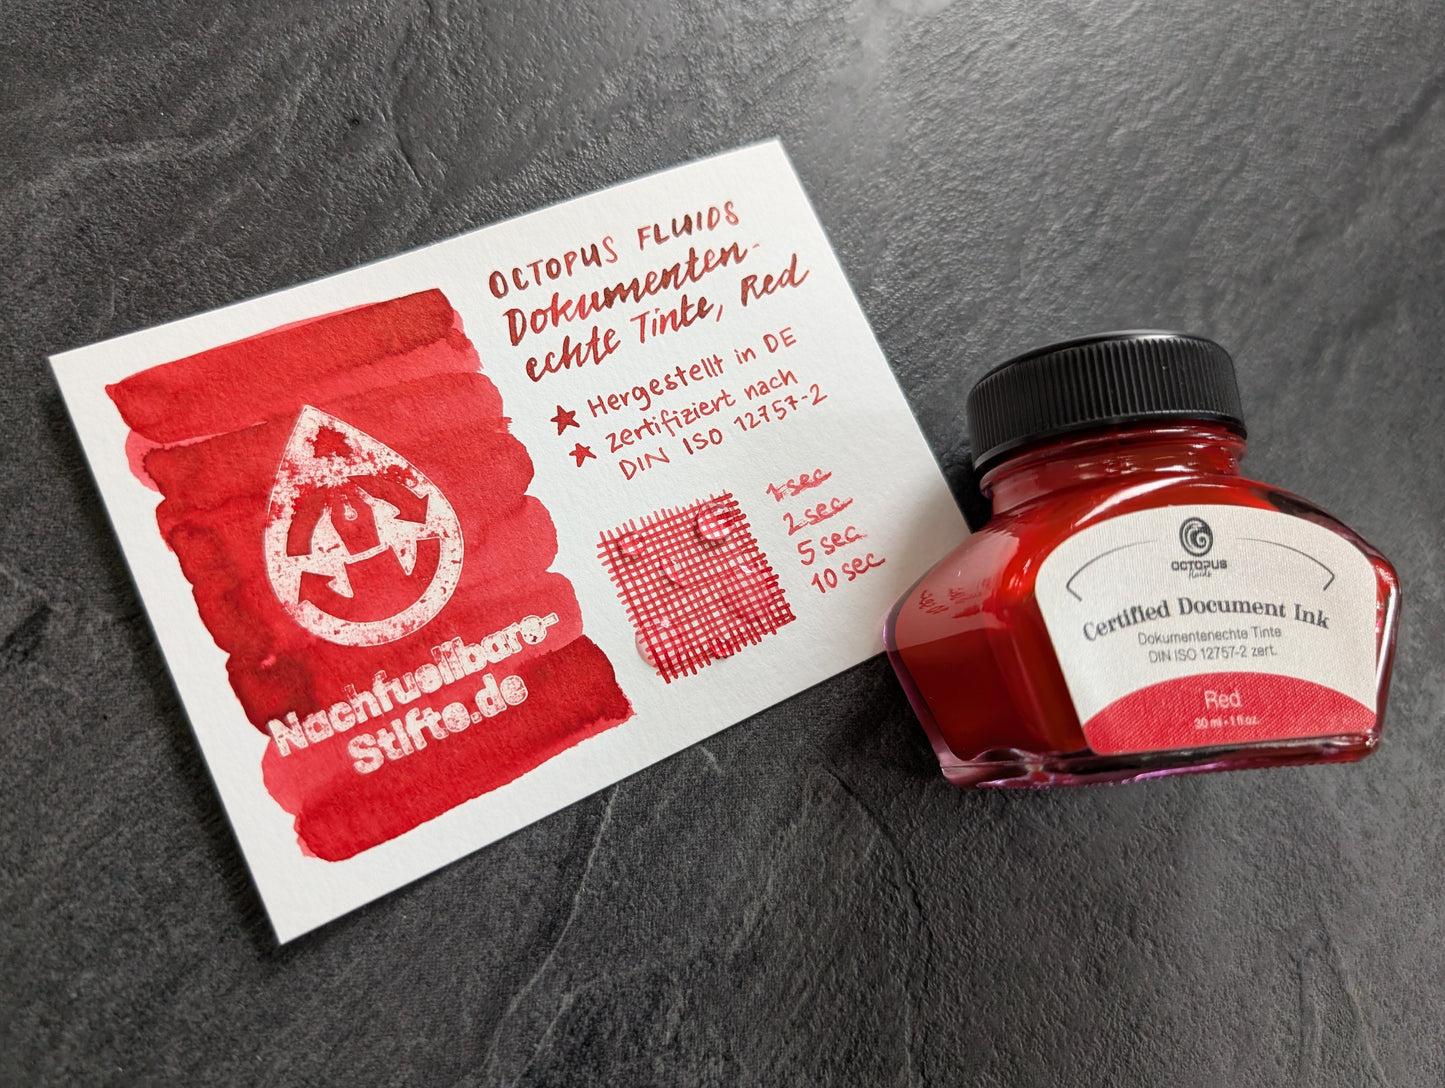 OCTOPUS FLUIDS
Dokumenten-
echte Tinte, Red
★ Hergestellt in DE
★ zertifiziert nach
DIN ISO 12757-2
1 sec
2 sec
5 sec
10 sec
Nachfuellbare-
Stifte.de
OCTOPUS
fluids
Certified Document Ink
Dokumentenechte Tinte
DIN ISO 12757-2 zert.
Red
30 ml • 1 fl oz.